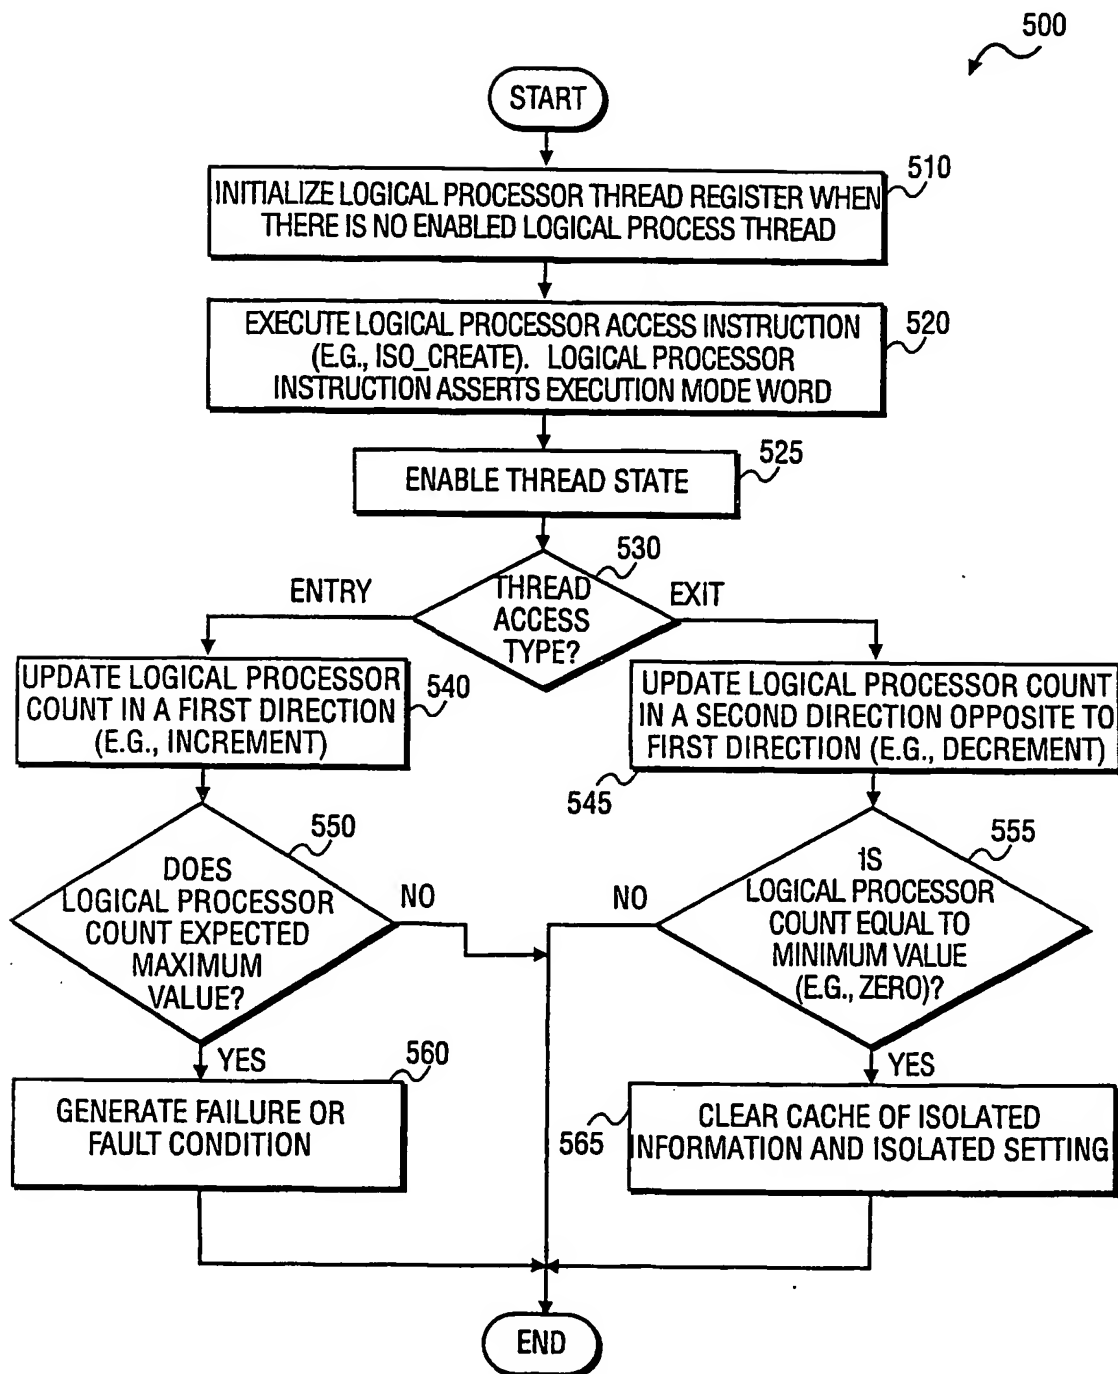 500
START
510
INITIALIZE LOGICAL PROCESSOR THREAD REGISTER WHEN
THERE IS NO ENABLED LOGICAL PROCESS THREAD
520
EXECUTE LOGICAL PROCESSOR ACCESS INSTRUCTION
(E.G., ISO_CREATE). LOGICAL PROCESSOR
INSTRUCTION ASSERTS EXECUTION MODE WORD
525
ENABLE THREAD STATE
530
ENTRY
THREAD
ACCESS
TYPE?
EXIT
UPDATE LOGICAL PROCESSOR
COUNT IN A FIRST DIRECTION
(E.G., INCREMENT)
540
UPDATE LOGICAL PROCESSOR COUNT
IN A SECOND DIRECTION OPPOSITE TO
FIRST DIRECTION (E.G., DECREMENT)
545
550
DOES
LOGICAL PROCESSOR
COUNT EXPECTED
MAXIMUM
VALUE?
NO
555
IS
LOGICAL PROCESSOR
COUNT EQUAL TO
MINIMUM VALUE
(E.G., ZERO)?
NO
YES
560
GENERATE FAILURE OR
FAULT CONDITION
YES
565
CLEAR CACHE OF ISOLATED
INFORMATION AND ISOLATED SETTING
END